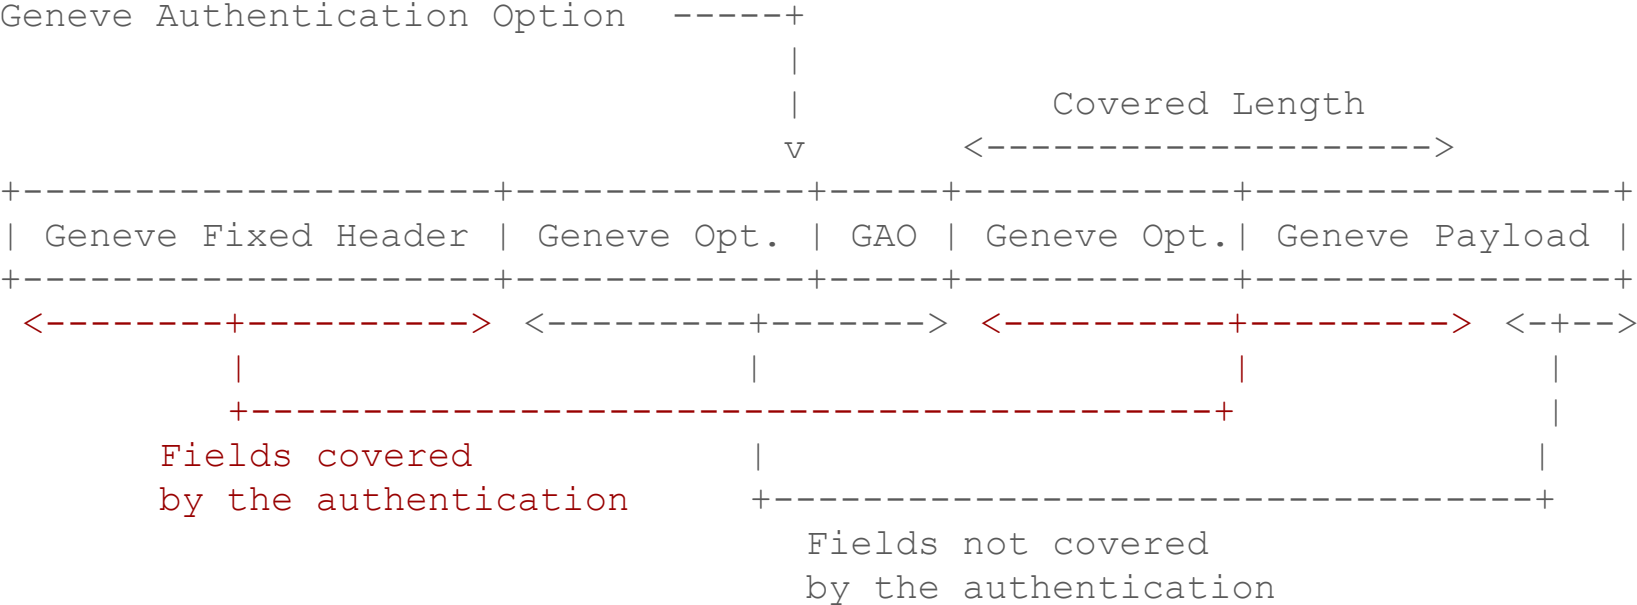 Geneve Authentication Option -----+
|
| Covered Length
v <-------------------->
+---------------------+-------------+-----+------------+----------------+
| Geneve Fixed Header | Geneve Opt. | GAO | Geneve Opt.| Geneve Payload |
+---------------------+-------------+-----+------------+----------------+
<--------+----------> <---------+-------> <----------+---------> <-+-->
| | | |
+-------------------------------------------+ |
Fields covered | |
by the authentication +----------------------------------+
Fields not covered
by the authentication